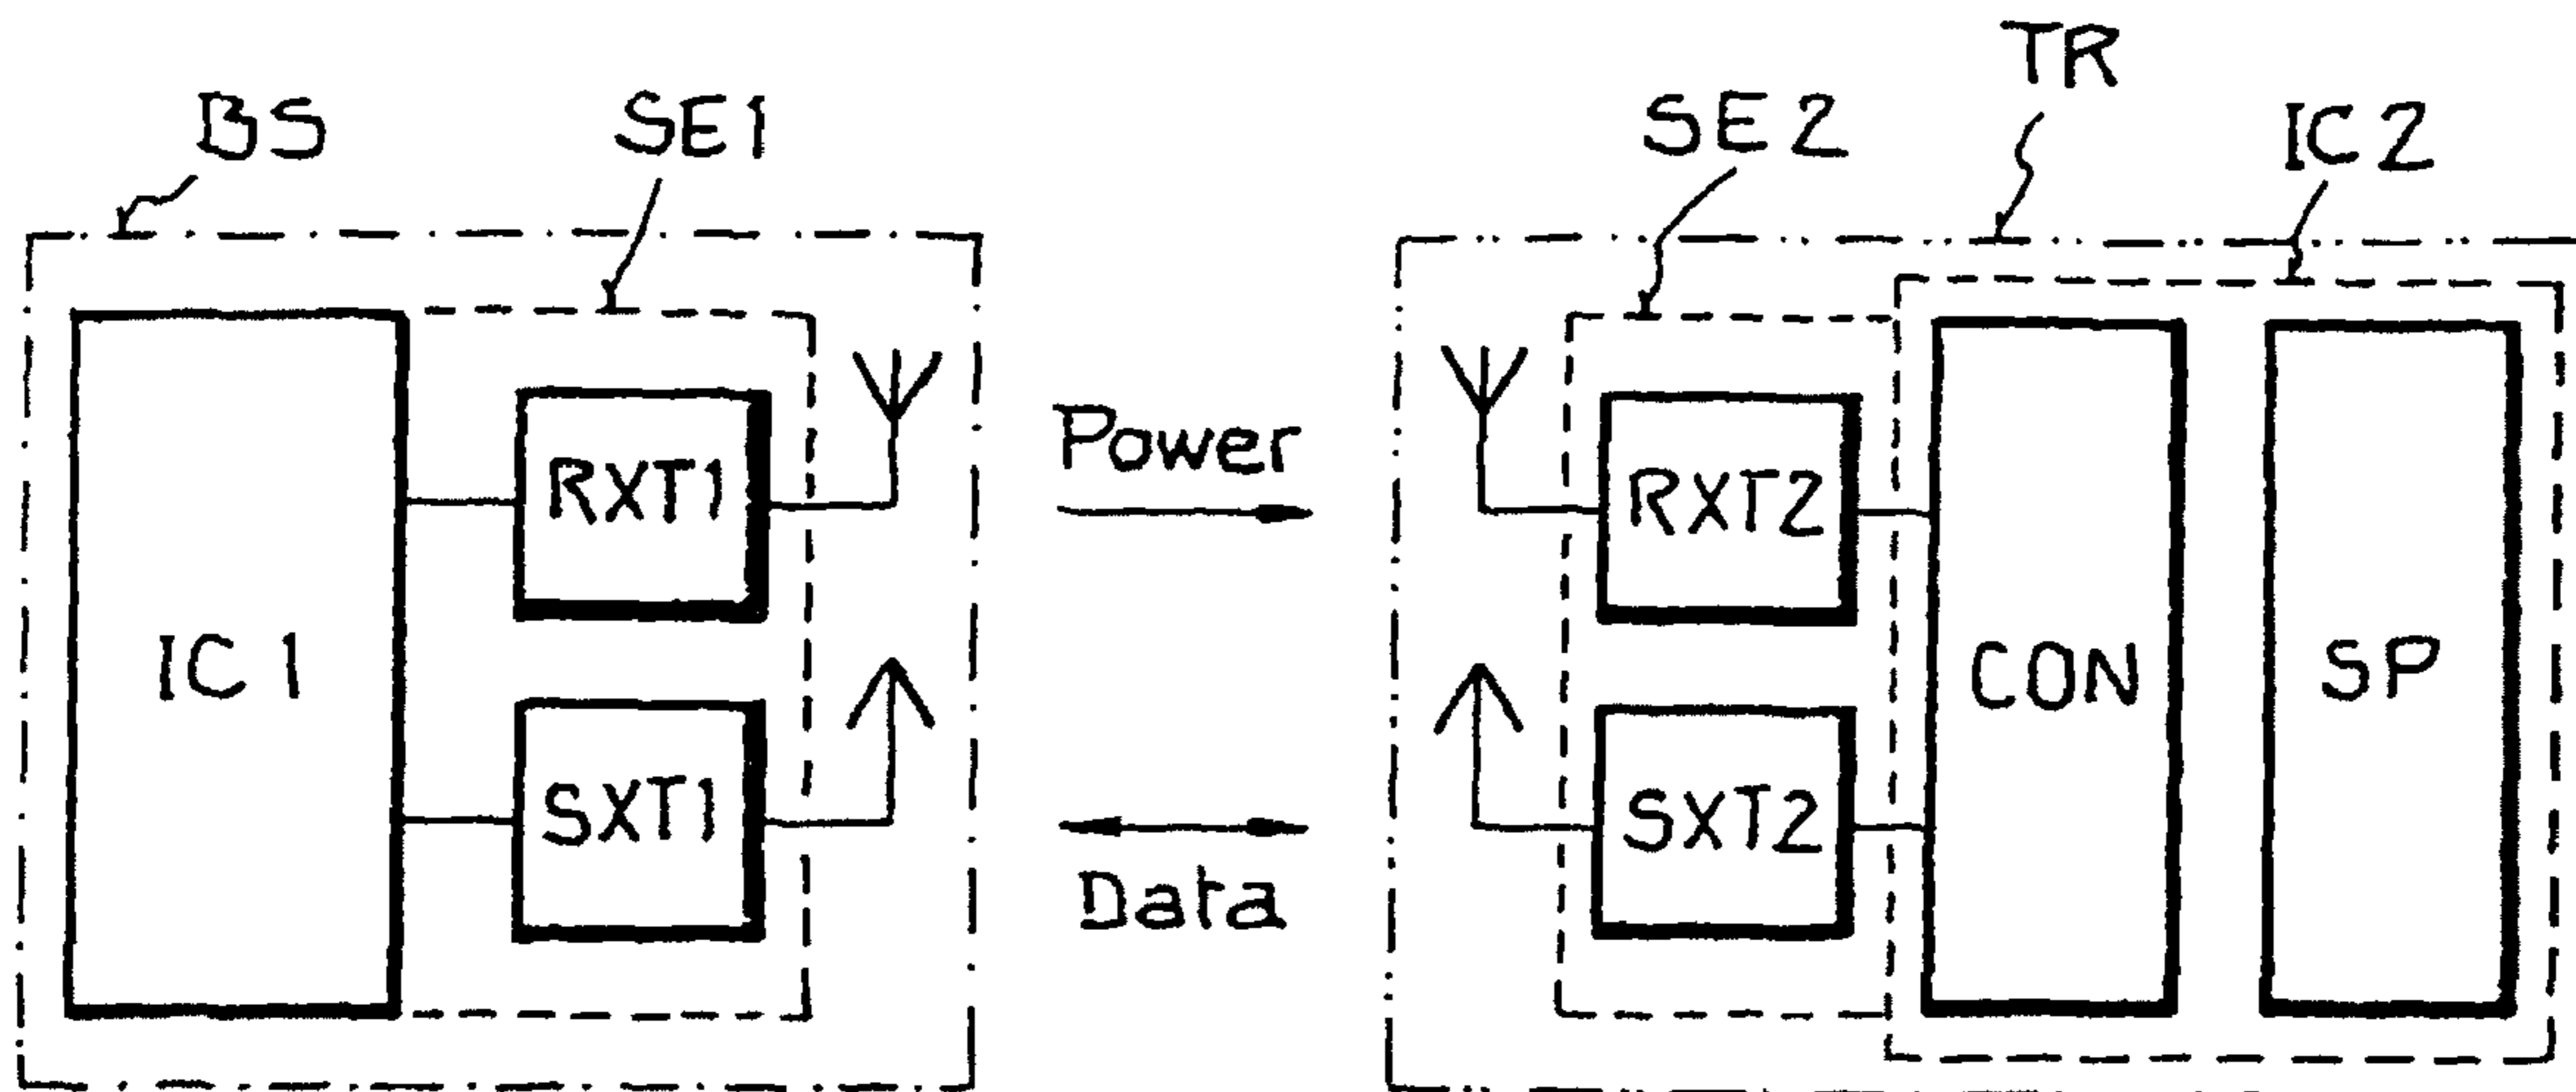 BS
SE1
SE2
TR
IC2
IC1
RXT1
SXT1
Power
Data
RXT2
SXT2
CON
SP